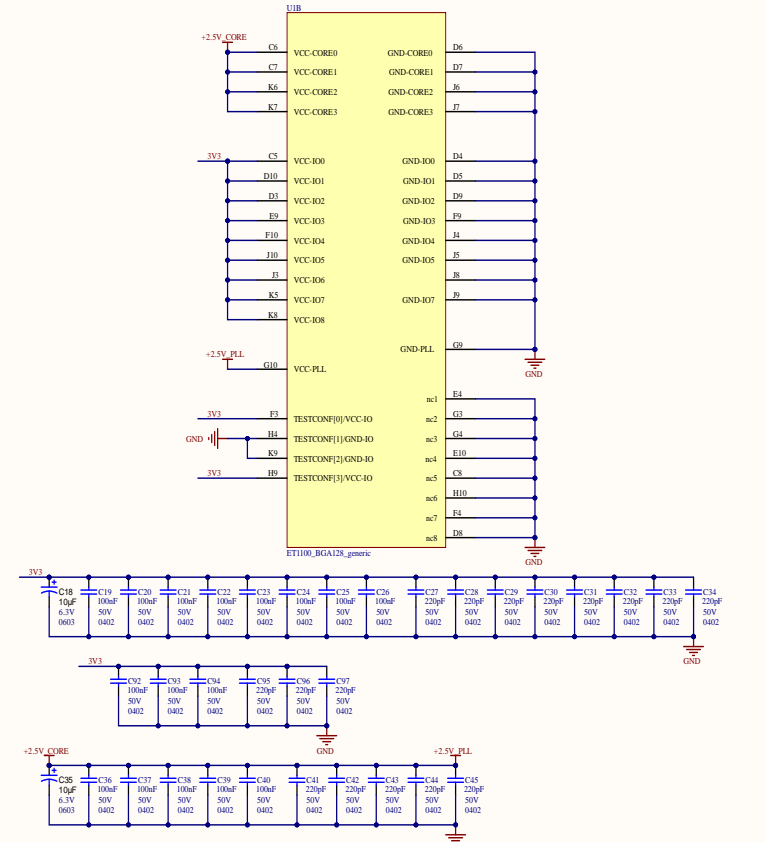 U1B
+2.5V_CORE
C6 VCC-CORE0 GND-CORE0 D6
C7 VCC-CORE1 GND-CORE1 D7
K6 VCC-CORE2 GND-CORE2 J6
K7 VCC-CORE3 GND-CORE3 J7
3V3 C5 VCC-IO0 GND-IO0 D4
D10 VCC-IO1 GND-IO1 D5
D3 VCC-IO2 GND-IO2 D9
E9 VCC-IO3 GND-IO3 F9
F10 VCC-IO4 GND-IO4 J4
J10 VCC-IO5 GND-IO5 J5
J3 VCC-IO6 J8
K5 VCC-IO7 GND-IO7 J9
K8 VCC-IO8
GND-PLL G9
+2.5V_PLL
G10 VCC-PLL
GND
nc1 E4
3V3 F3 TESTCONF[0]/VCC-IO nc2 G3
GND H4 TESTCONF[1]/GND-IO nc3 G4
K9 TESTCONF[2]/GND-IO nc4 E10
3V3 H9 TESTCONF[3]/VCC-IO nc5 C8
nc6 H10
nc7 F4
nc8 D8
ET1100_BGA128_generic
GND
3V3
+ C18 C19 C20 C21 C22 C23 C24 C25 C26 C27 C28 C29 C30 C31 C32 C33 C34
10µF 100nF 100nF 100nF 100nF 100nF 100nF 100nF 100nF 220pF 220pF 220pF 220pF 220pF 220pF 220pF 220pF
6.3V 50V 50V 50V 50V 50V 50V 50V 50V 50V 50V 50V 50V 50V 50V 50V 50V
0603 0402 0402 0402 0402 0402 0402 0402 0402 0402 0402 0402 0402 0402 0402 0402 0402
GND
3V3
C92 C93 C94 C95 C96 C97
100nF 100nF 100nF 220pF 220pF 220pF
50V 50V 50V 50V 50V 50V
0402 0402 0402 0402 0402 0402
GND
+2.5V_CORE +2.5V_PLL
+ C35 C36 C37 C38 C39 C40 C41 C42 C43 C44 C45
10µF 100nF 100nF 100nF 100nF 100nF 220pF 220pF 220pF 220pF 220pF
6.3V 50V 50V 50V 50V 50V 50V 50V 50V 50V 50V
0603 0402 0402 0402 0402 0402 0402 0402 0402 0402 0402